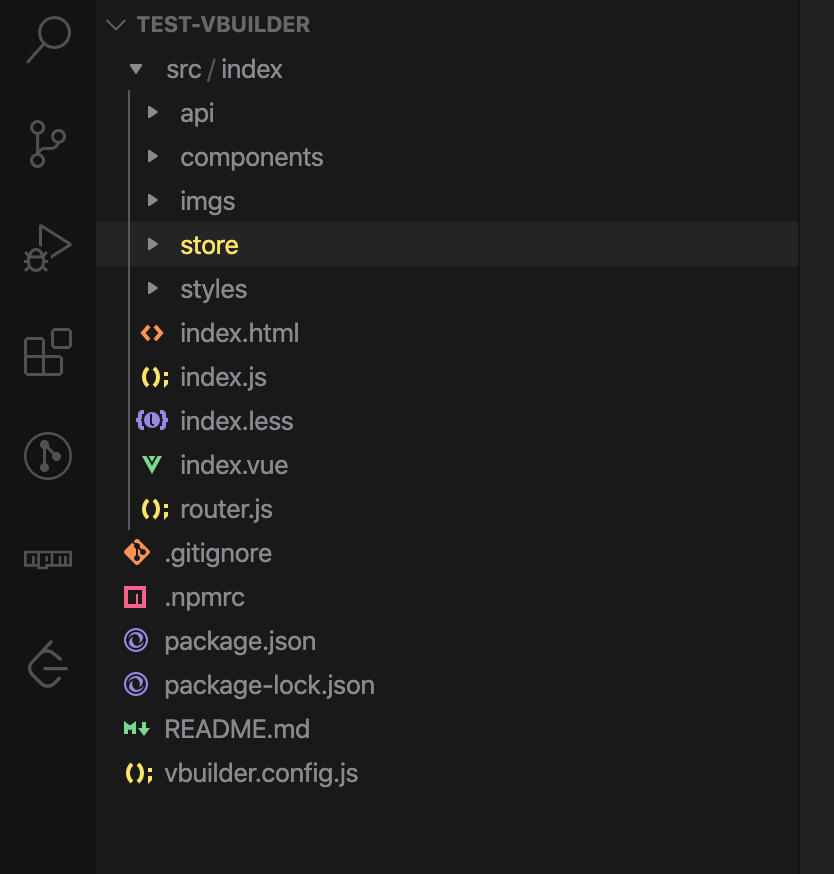 TEST-VBUILDER
src / index
api
components
imgs
store
styles
index.html
index.js
index.less
index.vue
router.js
.gitignore
.npmrc
package.json
package-lock.json
README.md
vbuilder.config.js